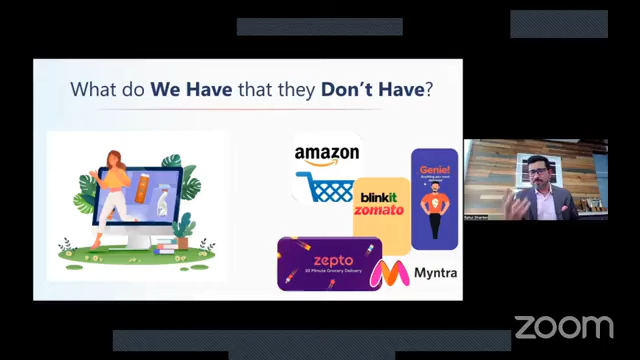 What do We Have that they Don't Have?
amazon
Genie!
blinkit
zomato
zepto
10 Minute Grocery Delivery
Myntra
zoom